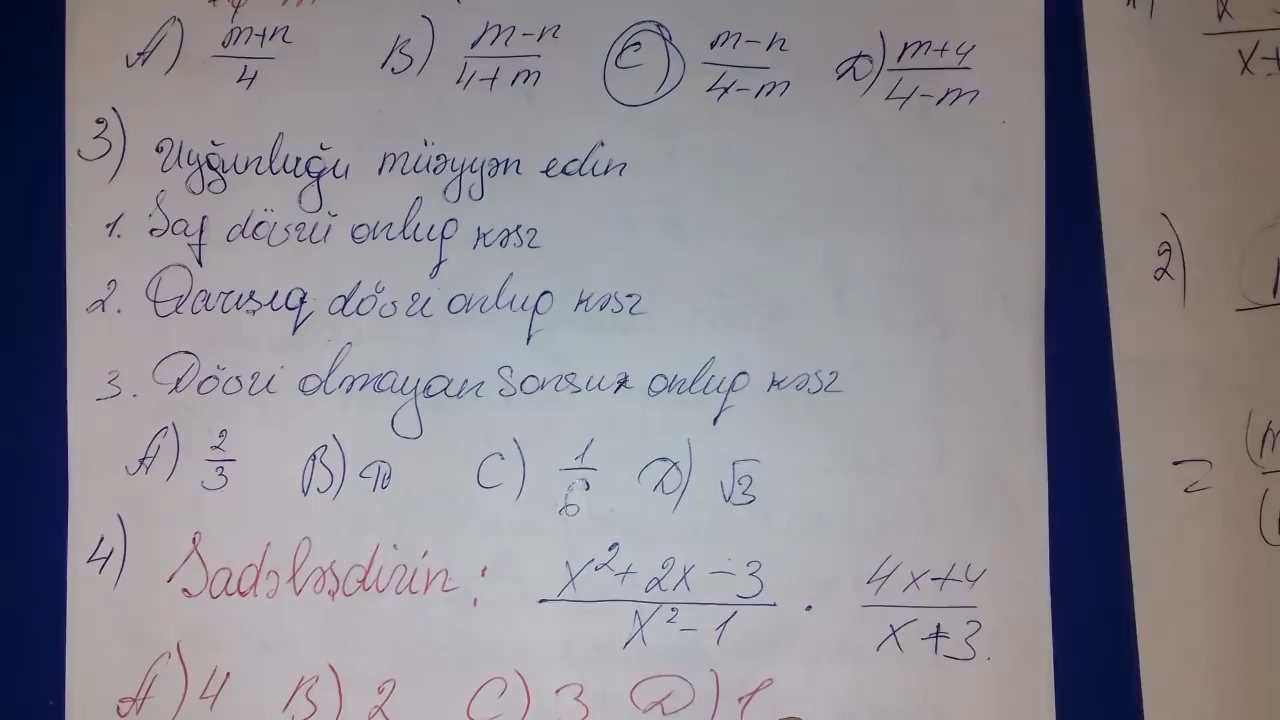 A) m+n/4 B) m-n/4+m C) m-n/4-m D) m+4/4-m
3) Uyğunluğu müəyyən edin
1. Saf dövrü onluq kəsr
2. Qarışıq dövri onluq kəsr
3. Dövri olmayan sonsuz onluq kəsr
A) 2/3 B) π C) 1/6 D) √3
4) Sadələşdirin: x²+2x-3/x²-1 · 4x+4/x+3.
A) 4 B) 2 C) 3 D) 1
2)
=